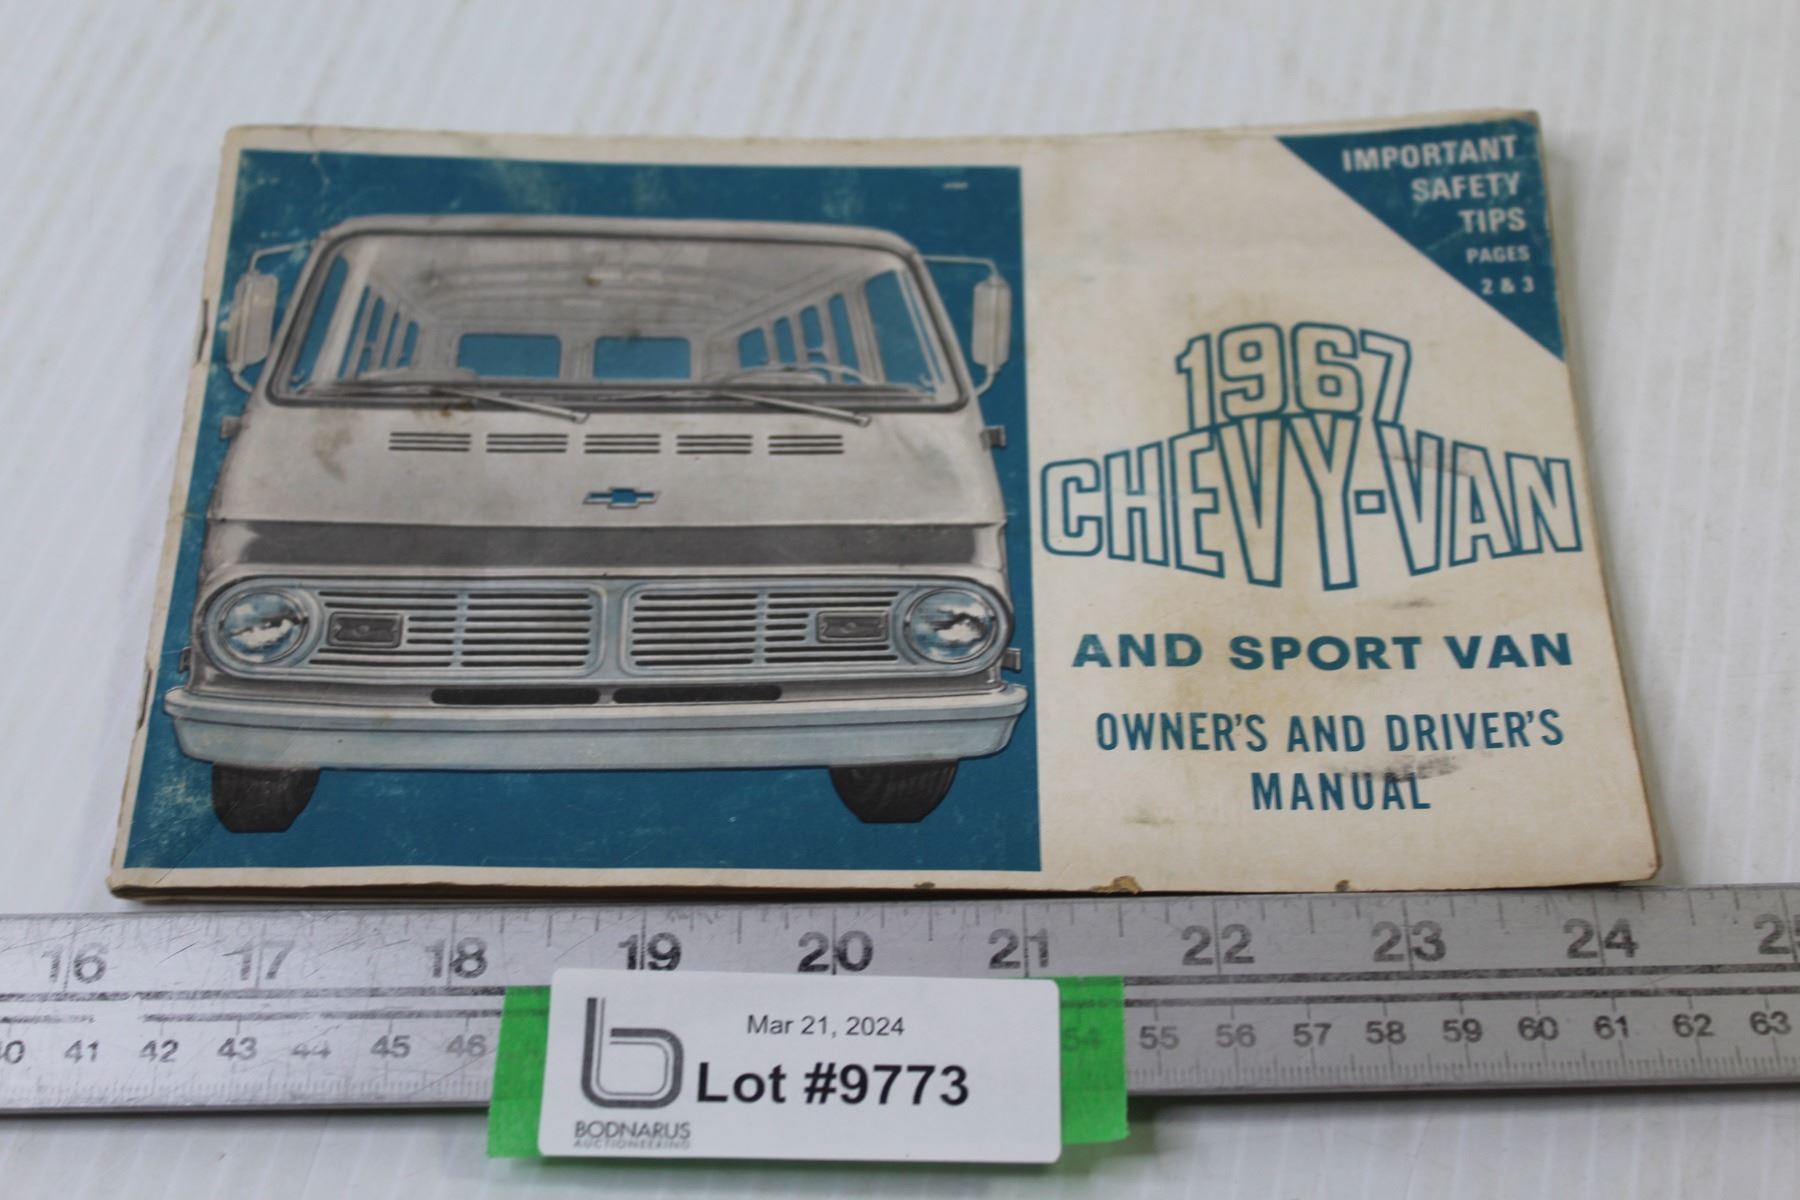 IMPORTANT
SAFETY
TIPS
PAGES
2 & 3
1967
CHEVY-VAN
AND SPORT VAN
OWNER'S AND DRIVER'S
MANUAL
16 17 18 19 20 21 22 23 24
41 42 43 44 45 46 54 55 56 57 58 59 60 61 62 63
Mar 21, 2024
Lot #9773
BODNARUS
AUCTIONEERING